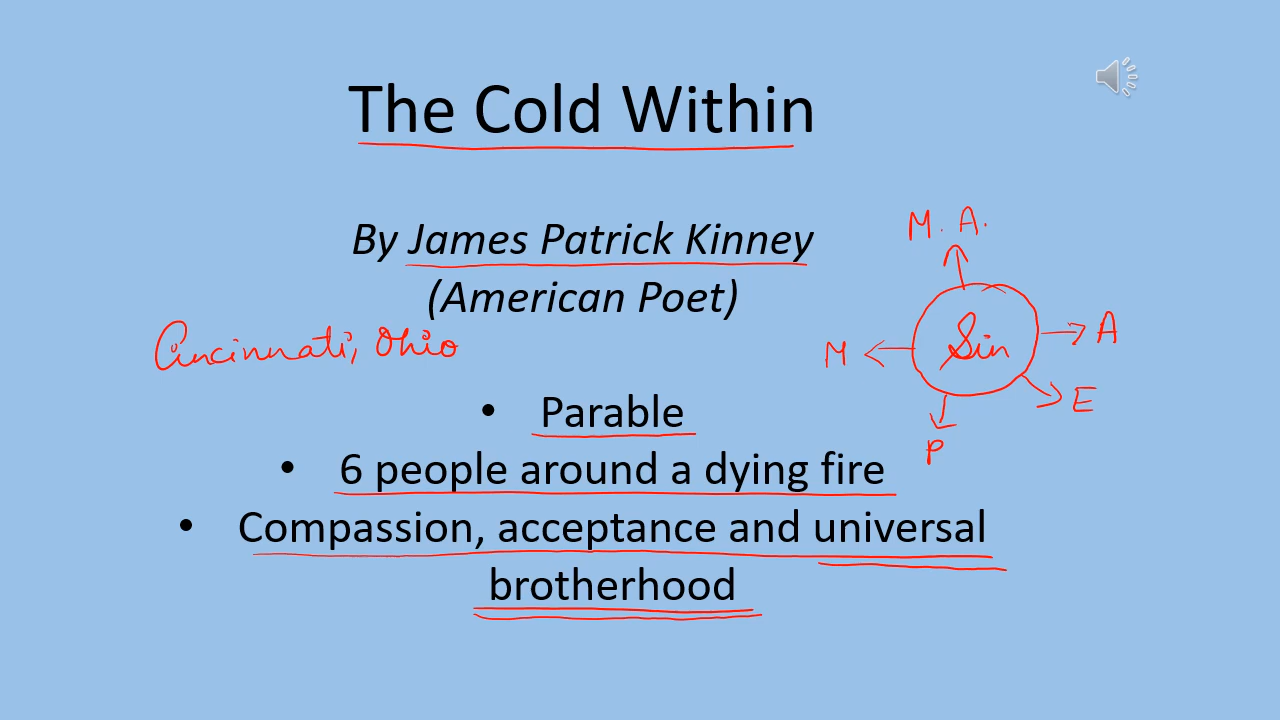 The Cold Within
By James Patrick Kinney
(American Poet)
Cincinnati, Ohio
• Parable
• 6 people around a dying fire
• Compassion, acceptance and universal
brotherhood
M. A.
Sin
A
M
E
P